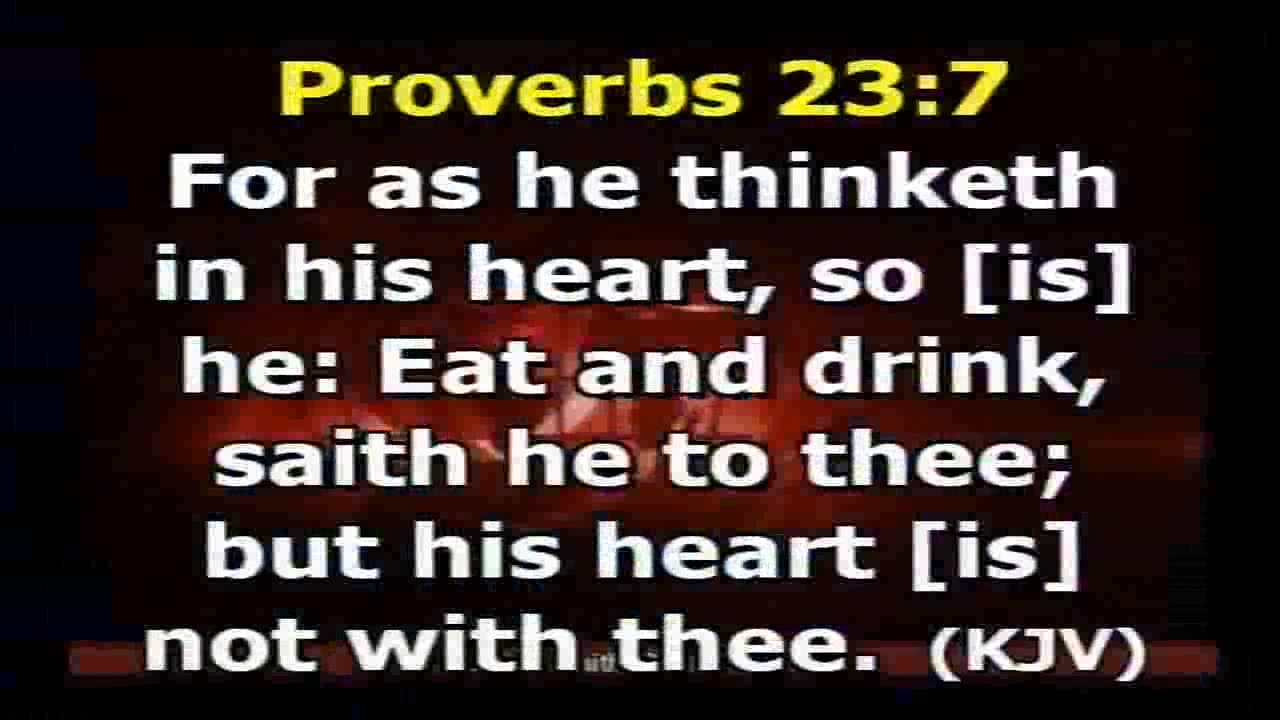 Proverbs 23:7
For as he thinketh
in his heart, so [is]
he: Eat and drink,
saith he to thee;
but his heart [is]
not with thee. (KJV)